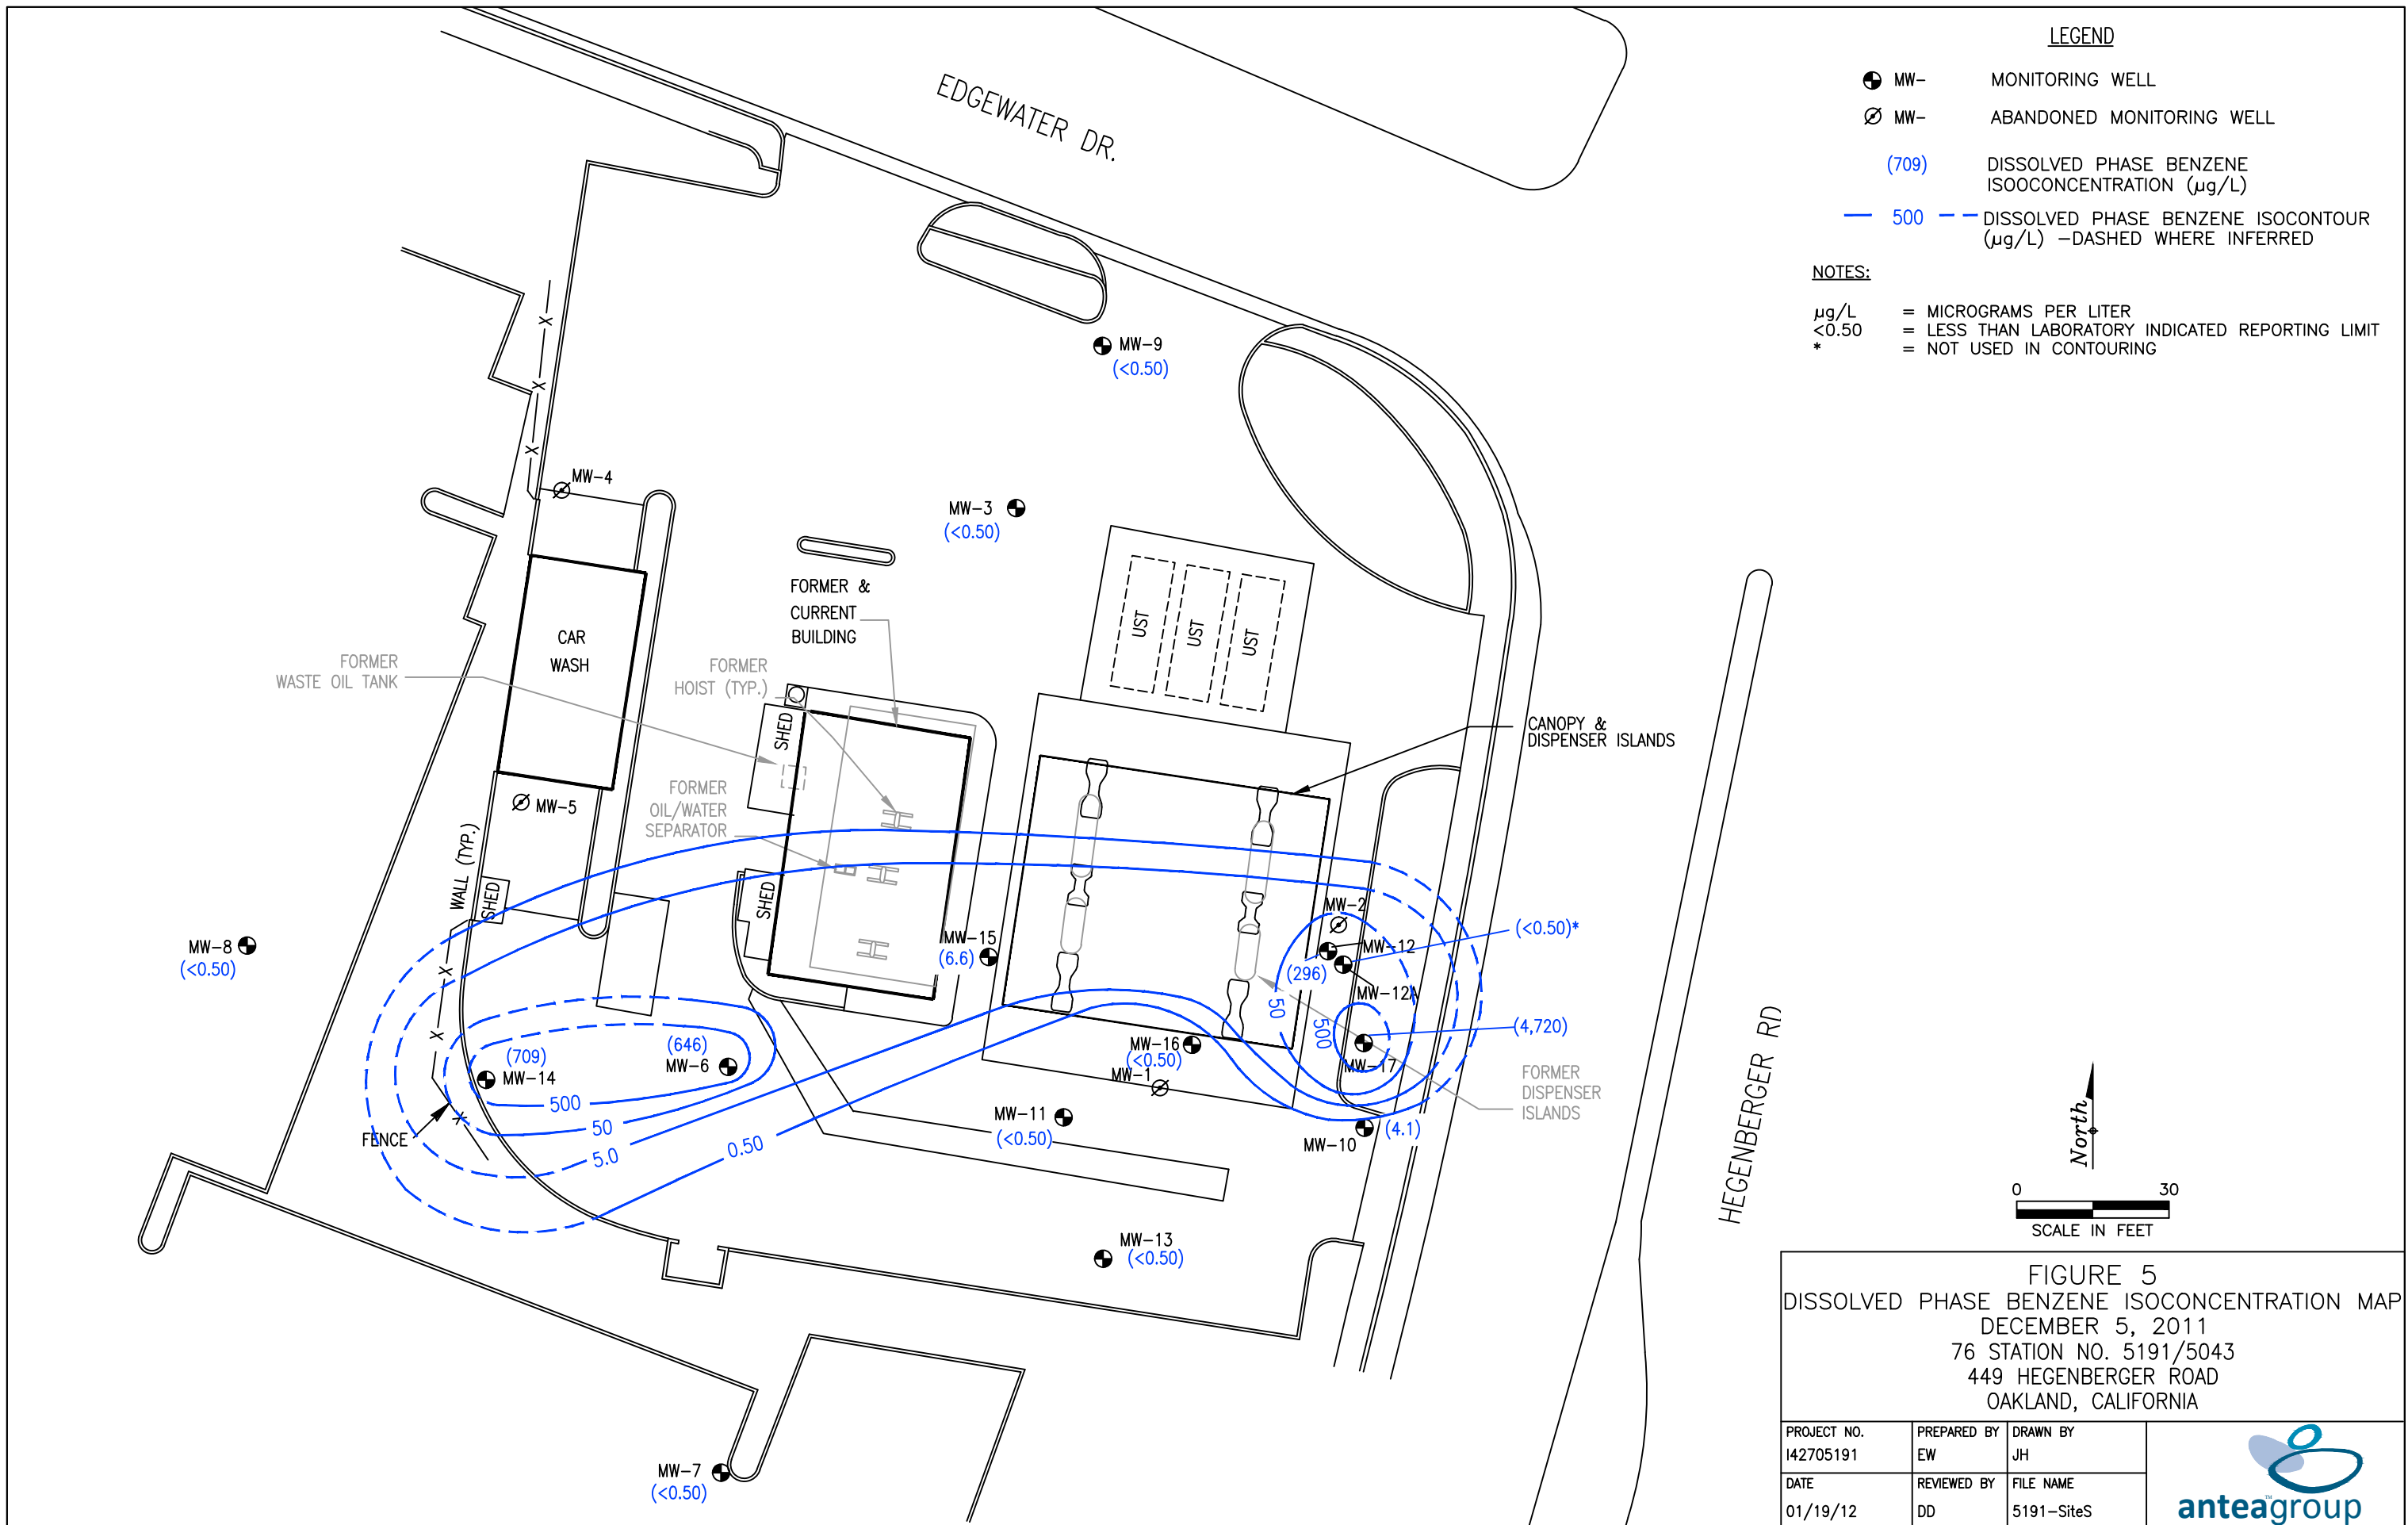 EDGEWATER DR.
LEGEND
MW- MONITORING WELL
MW- ABANDONED MONITORING WELL
(709) DISSOLVED PHASE BENZENE
ISOOCONCENTRATION (µg/L)
500 DISSOLVED PHASE BENZENE ISOCONTOUR
(µg/L) -DASHED WHERE INFERRED
NOTES:
µg/L = MICROGRAMS PER LITER
<0.50 = LESS THAN LABORATORY INDICATED REPORTING LIMIT
* = NOT USED IN CONTOURING
MW-9
(<0.50)
X
X
X
MW-4
MW-3
(<0.50)
FORMER &
CURRENT
BUILDING
UST
UST
UST
CAR
WASH
FORMER
WASTE OIL TANK
FORMER
HOIST (TYP.)
SHED
CANOPY &
DISPENSER ISLANDS
FORMER
OIL/WATER
SEPARATOR
MW-5
WALL (TYP.)
SHED
SHED
MW-2
(<0.50)*
MW-8
(<0.50)
MW-15
(6.6)
MW-12
(296)
MW-12A
X
X
X
50
500
(4,720)
(709)
MW-14
(646)
MW-6
MW-16
(<0.50)
MW-1
MW-17
FORMER
DISPENSER
ISLANDS
500
50
5.0
0.50
FENCE
MW-11
(<0.50)
MW-10
(4.1)
HEGENBERGER RD
North
0 30
SCALE IN FEET
MW-13
(<0.50)
MW-7
(<0.50)
FIGURE 5
DISSOLVED PHASE BENZENE ISOCONCENTRATION MAP
DECEMBER 5, 2011
76 STATION NO. 5191/5043
449 HEGENBERGER ROAD
OAKLAND, CALIFORNIA
PROJECT NO. PREPARED BY DRAWN BY
I42705191 EW JH
DATE REVIEWED BY FILE NAME
01/19/12 DD 5191-SiteS
anteagroup™